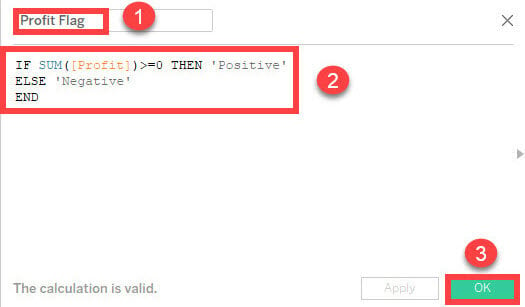 Profit Flag
1
IF SUM([Profit])>=0 THEN 'Positive'
ELSE 'Negative'
END
2
3
The calculation is valid.
Apply
OK